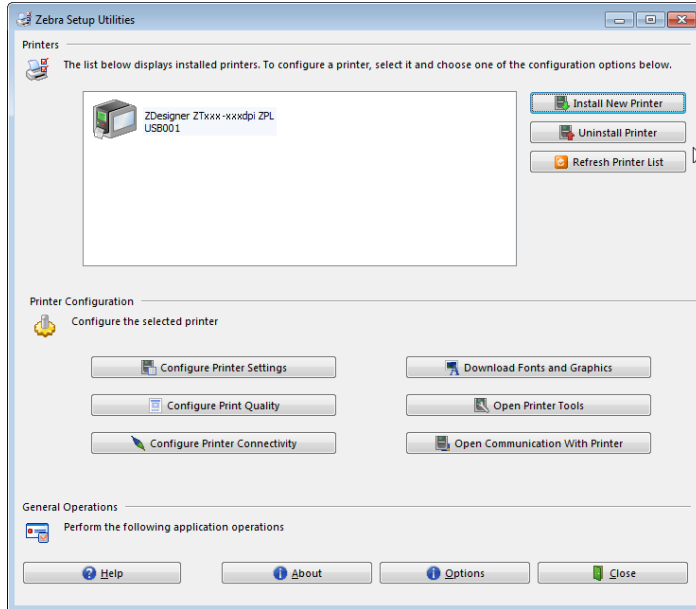 Zebra Setup Utilities
Printers
The list below displays installed printers. To configure a printer, select it and choose one of the configuration options below.
ZDesigner ZTxxx-xxxdpi ZPL
USB001
Install New Printer
Uninstall Printer
Refresh Printer List
Printer Configuration
Configure the selected printer
Configure Printer Settings
Download Fonts and Graphics
Configure Print Quality
Open Printer Tools
Configure Printer Connectivity
Open Communication With Printer
General Operations
Perform the following application operations
Help
About
Options
Close